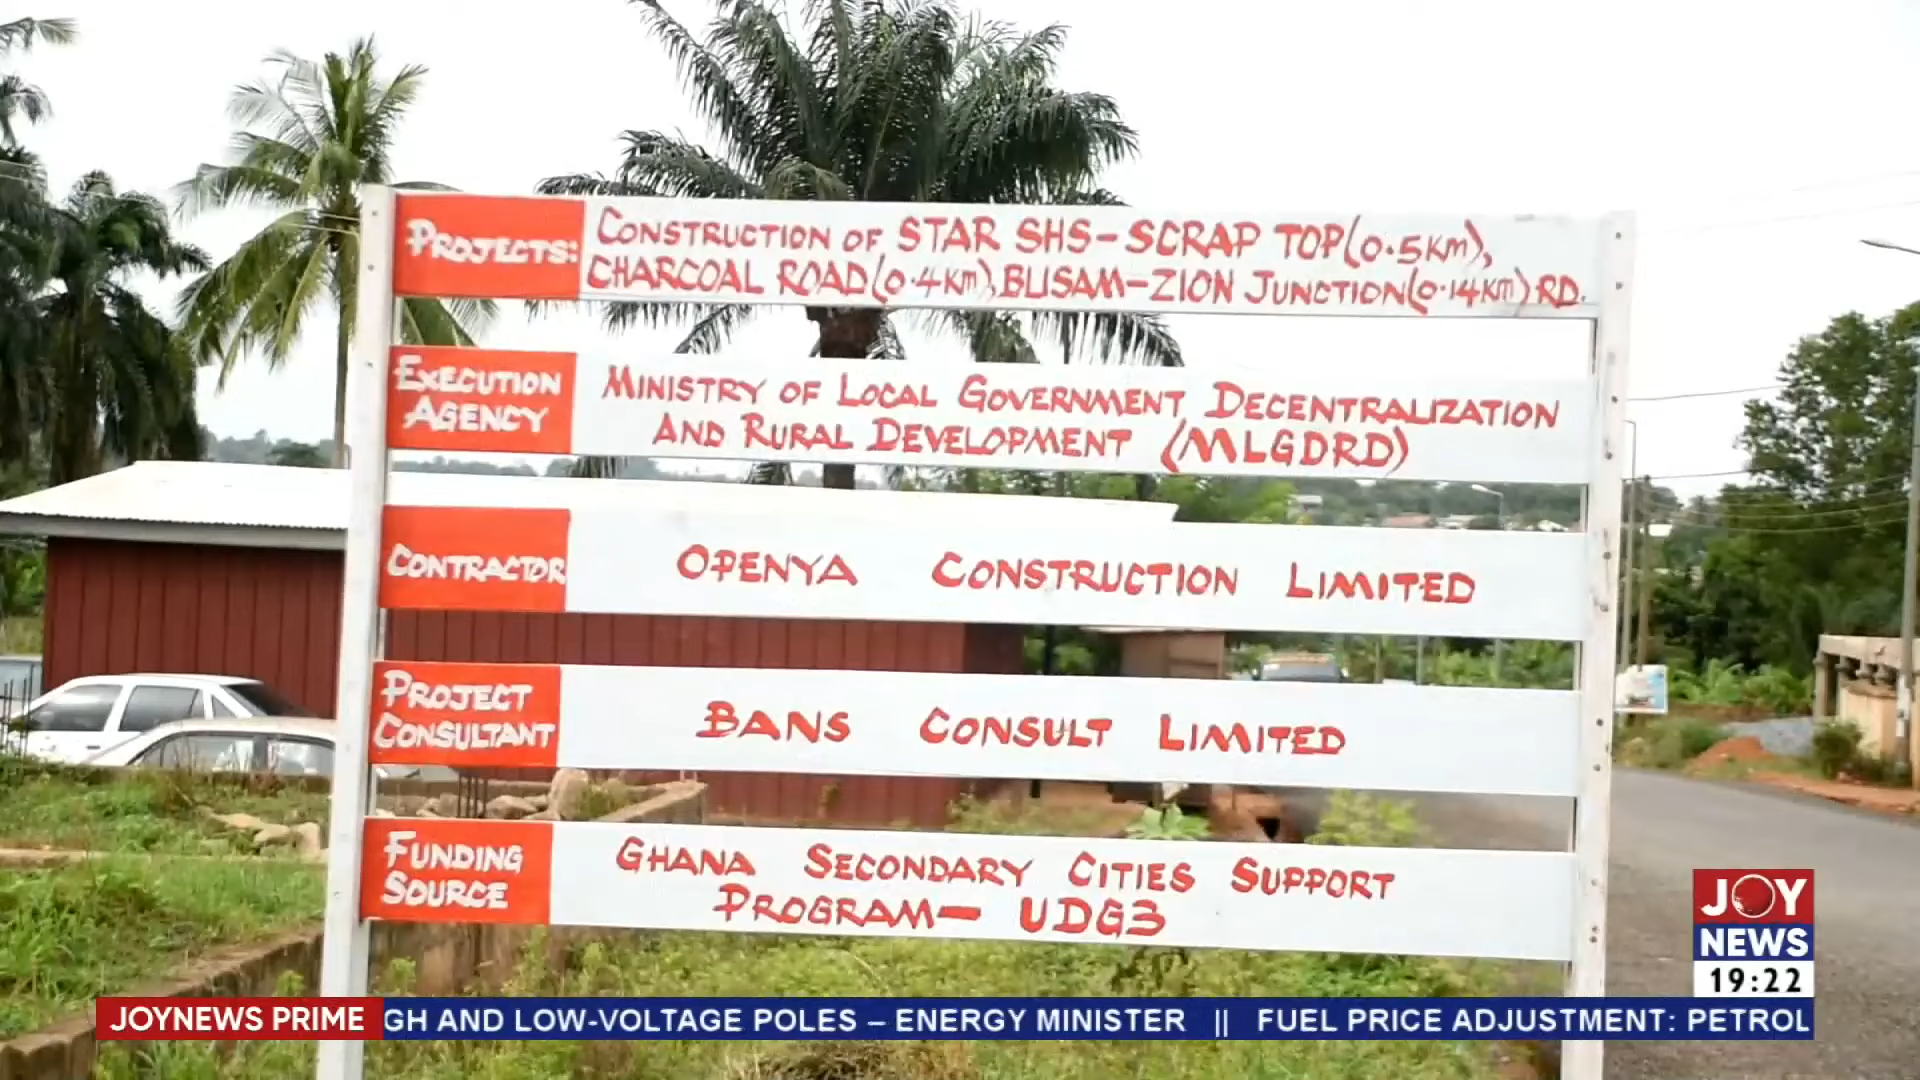 PROJECTS:
CONSTRUCTION OF STAR SHS-SCRAP TOP(0.5KM),
CHARCOAL ROAD(0.4KM),BLISAM-ZION JUNCTION(0.14KM) RD.
EXECUTION
AGENCY
MINISTRY OF LOCAL GOVERNMENT DECENTRALIZATION
AND RURAL DEVELOPMENT (MLGDRD)
CONTRACTOR
OPENYA CONSTRUCTION LIMITED
PROJECT
CONSULTANT
BANS CONSULT LIMITED
FUNDING
SOURCE
GHANA SECONDARY CITIES SUPPORT
PROGRAM- UDG3
JOY
NEWS
19:22
JOYNEWS PRIME
GH AND LOW-VOLTAGE POLES – ENERGY MINISTER || FUEL PRICE ADJUSTMENT: PETROL